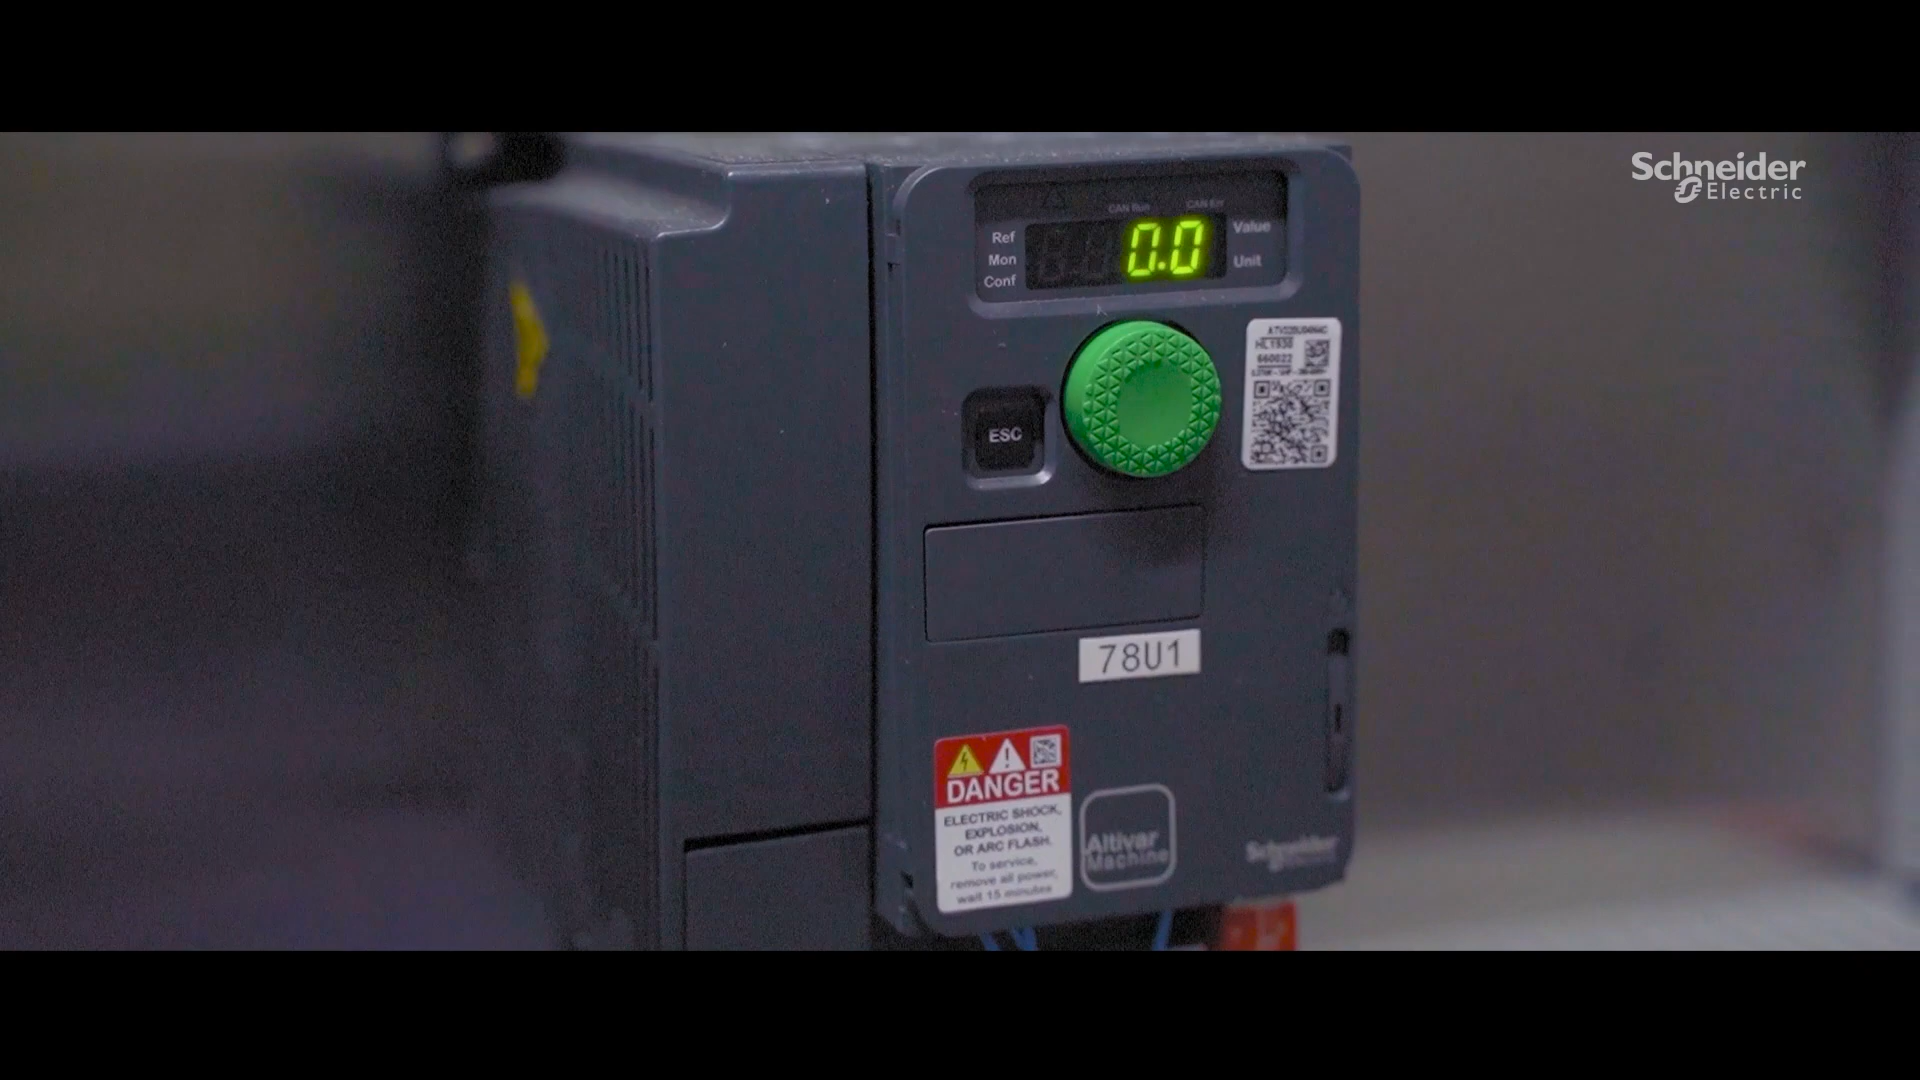 Schneider
Electric
CAN Run
CAN Err
Ref
Mon
Conf
0.0
Value
Unit
ESC
660022
78U1
DANGER
ELECTRIC SHOCK,
EXPLOSION,
OR ARC FLASH.
To service,
remove all power,
wait 15 minutes
Altivar
Machine
Schneider